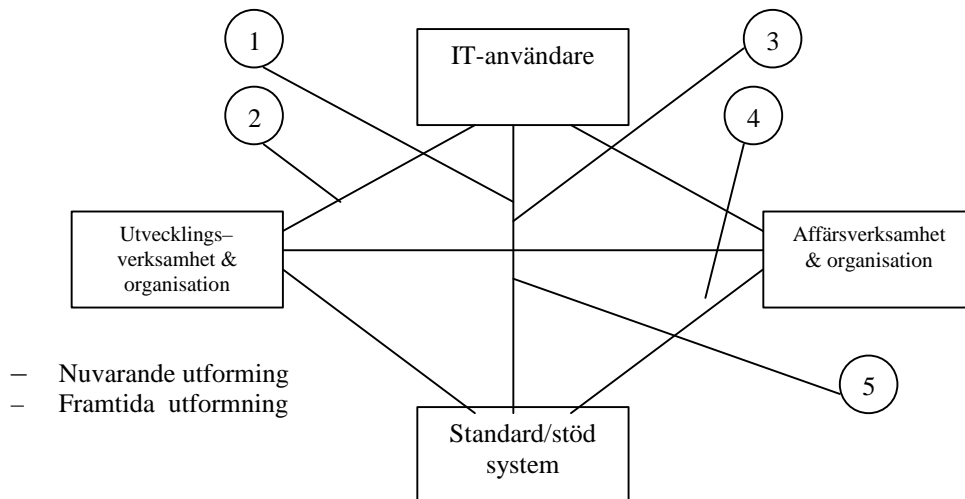 1
3
IT-användare
2
4
Utvecklings–
verksamhet &
organisation
Affärsverksamhet
& organisation
– Nuvarande utforming
– Framtida utformning
5
Standard/stöd
system